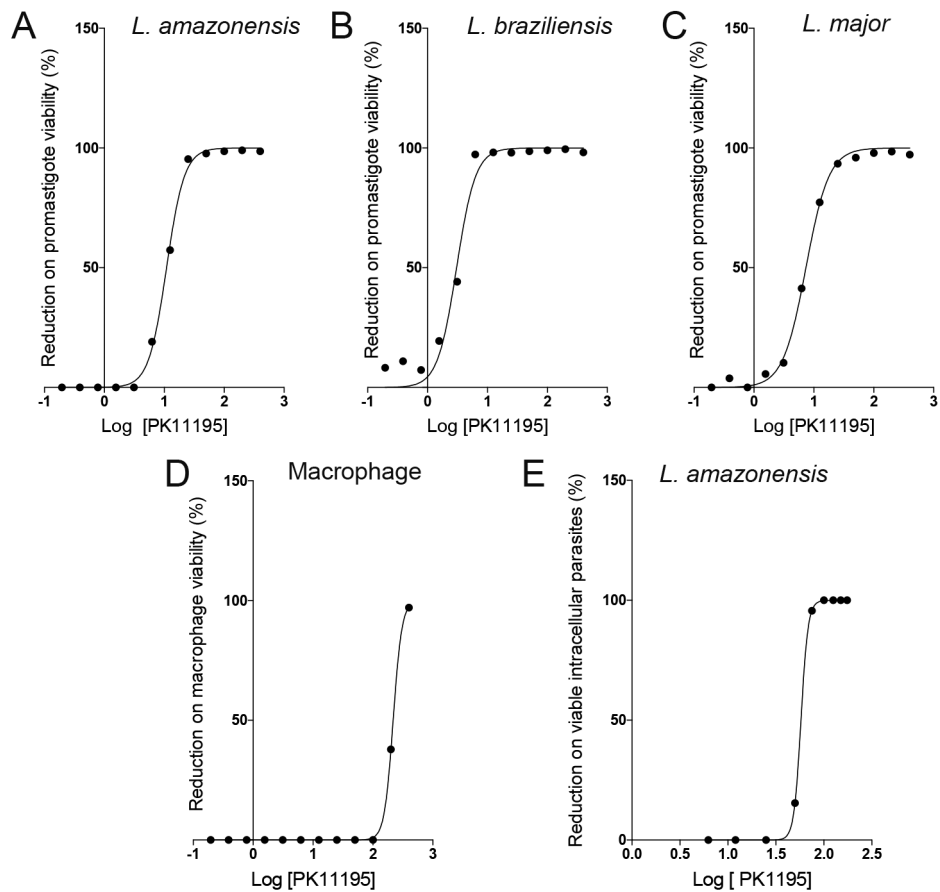 A
L. amazonensis
Reduction on promastigote viability (%)
150
100
50
-1
0
1
2
3
Log [PK11195]
B
L. braziliensis
Reduction on promastigote viability (%)
150
100
50
-1
0
1
2
3
Log [PK11195]
C
L. major
Reduction on promastigote viability (%)
150
100
50
-1
0
1
2
3
Log [PK11195]
D
Macrophage
Reduction on macrophage viability (%)
150
100
50
-1
0
1
2
3
Log [PK11195]
E
L. amazonensis
Reduction on viable intracellular parasites (%)
150
100
50
0
0.0
0.5
1.0
1.5
2.0
2.5
Log [ PK11195]